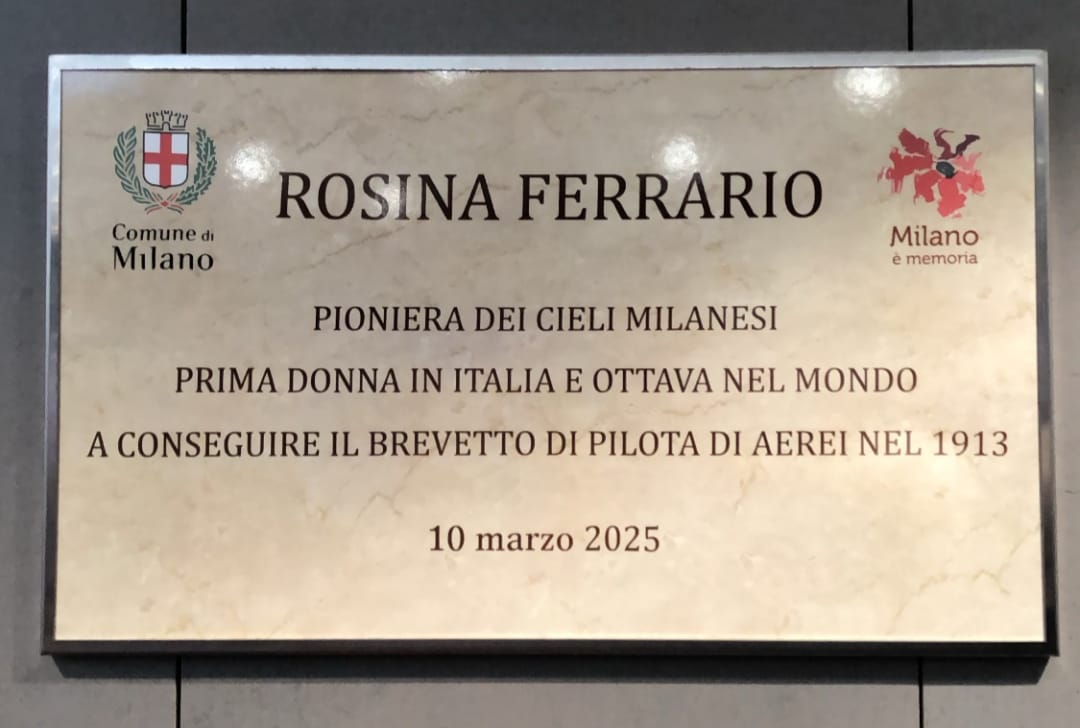 Comune di
Milano
ROSINA FERRARIO
Milano
è memoria
PIONIERA DEI CIELI MILANESI
PRIMA DONNA IN ITALIA E OTTAVA NEL MONDO
A CONSEGUIRE IL BREVETTO DI PILOTA DI AEREI NEL 1913
10 marzo 2025